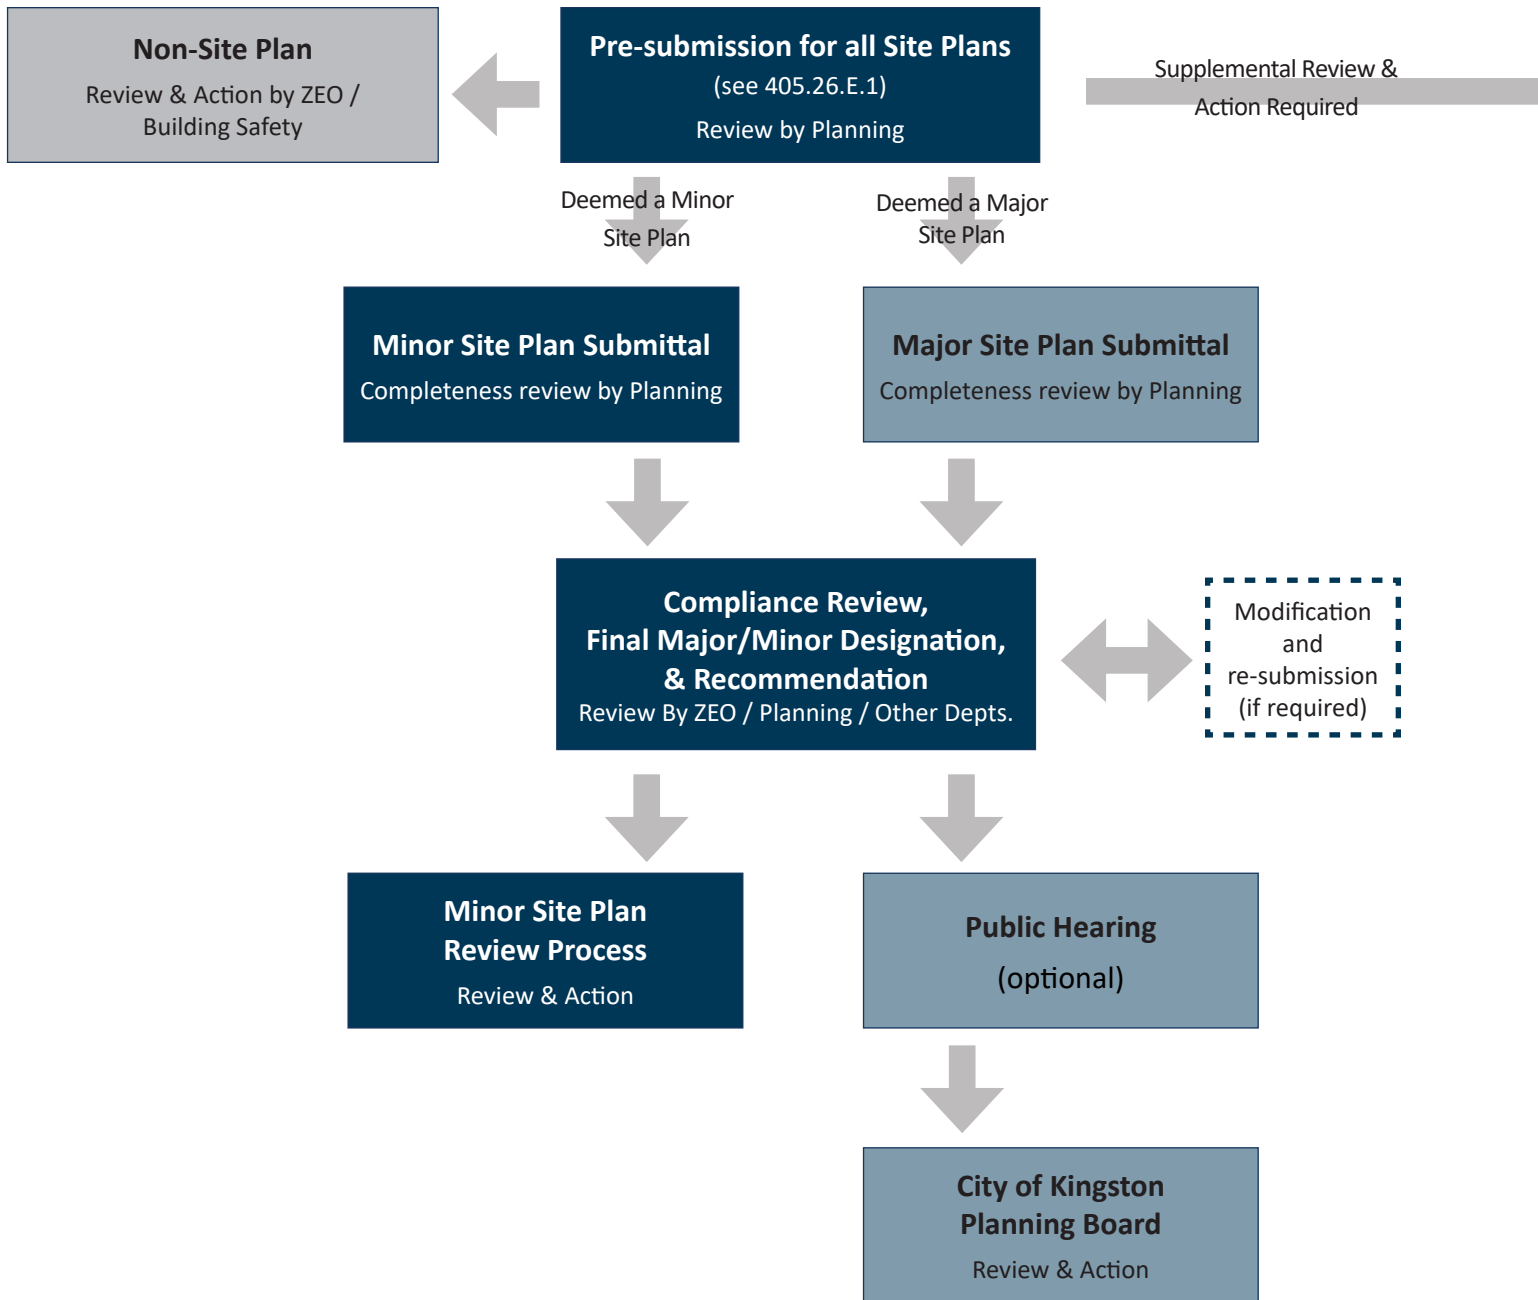 Non-Site Plan
Review & Action by ZEO /
Building Safety
Pre-submission for all Site Plans
(see 405.26.E.1)
Review by Planning
Supplemental Review &
Action Required
Deemed a Minor
Site Plan
Deemed a Major
Site Plan
Minor Site Plan Submittal
Completeness review by Planning
Major Site Plan Submittal
Completeness review by Planning
Compliance Review,
Final Major/Minor Designation,
& Recommendation
Review By ZEO / Planning / Other Depts.
Modification
and
re-submission
(if required)
Minor Site Plan
Review Process
Review & Action
Public Hearing
(optional)
City of Kingston
Planning Board
Review & Action